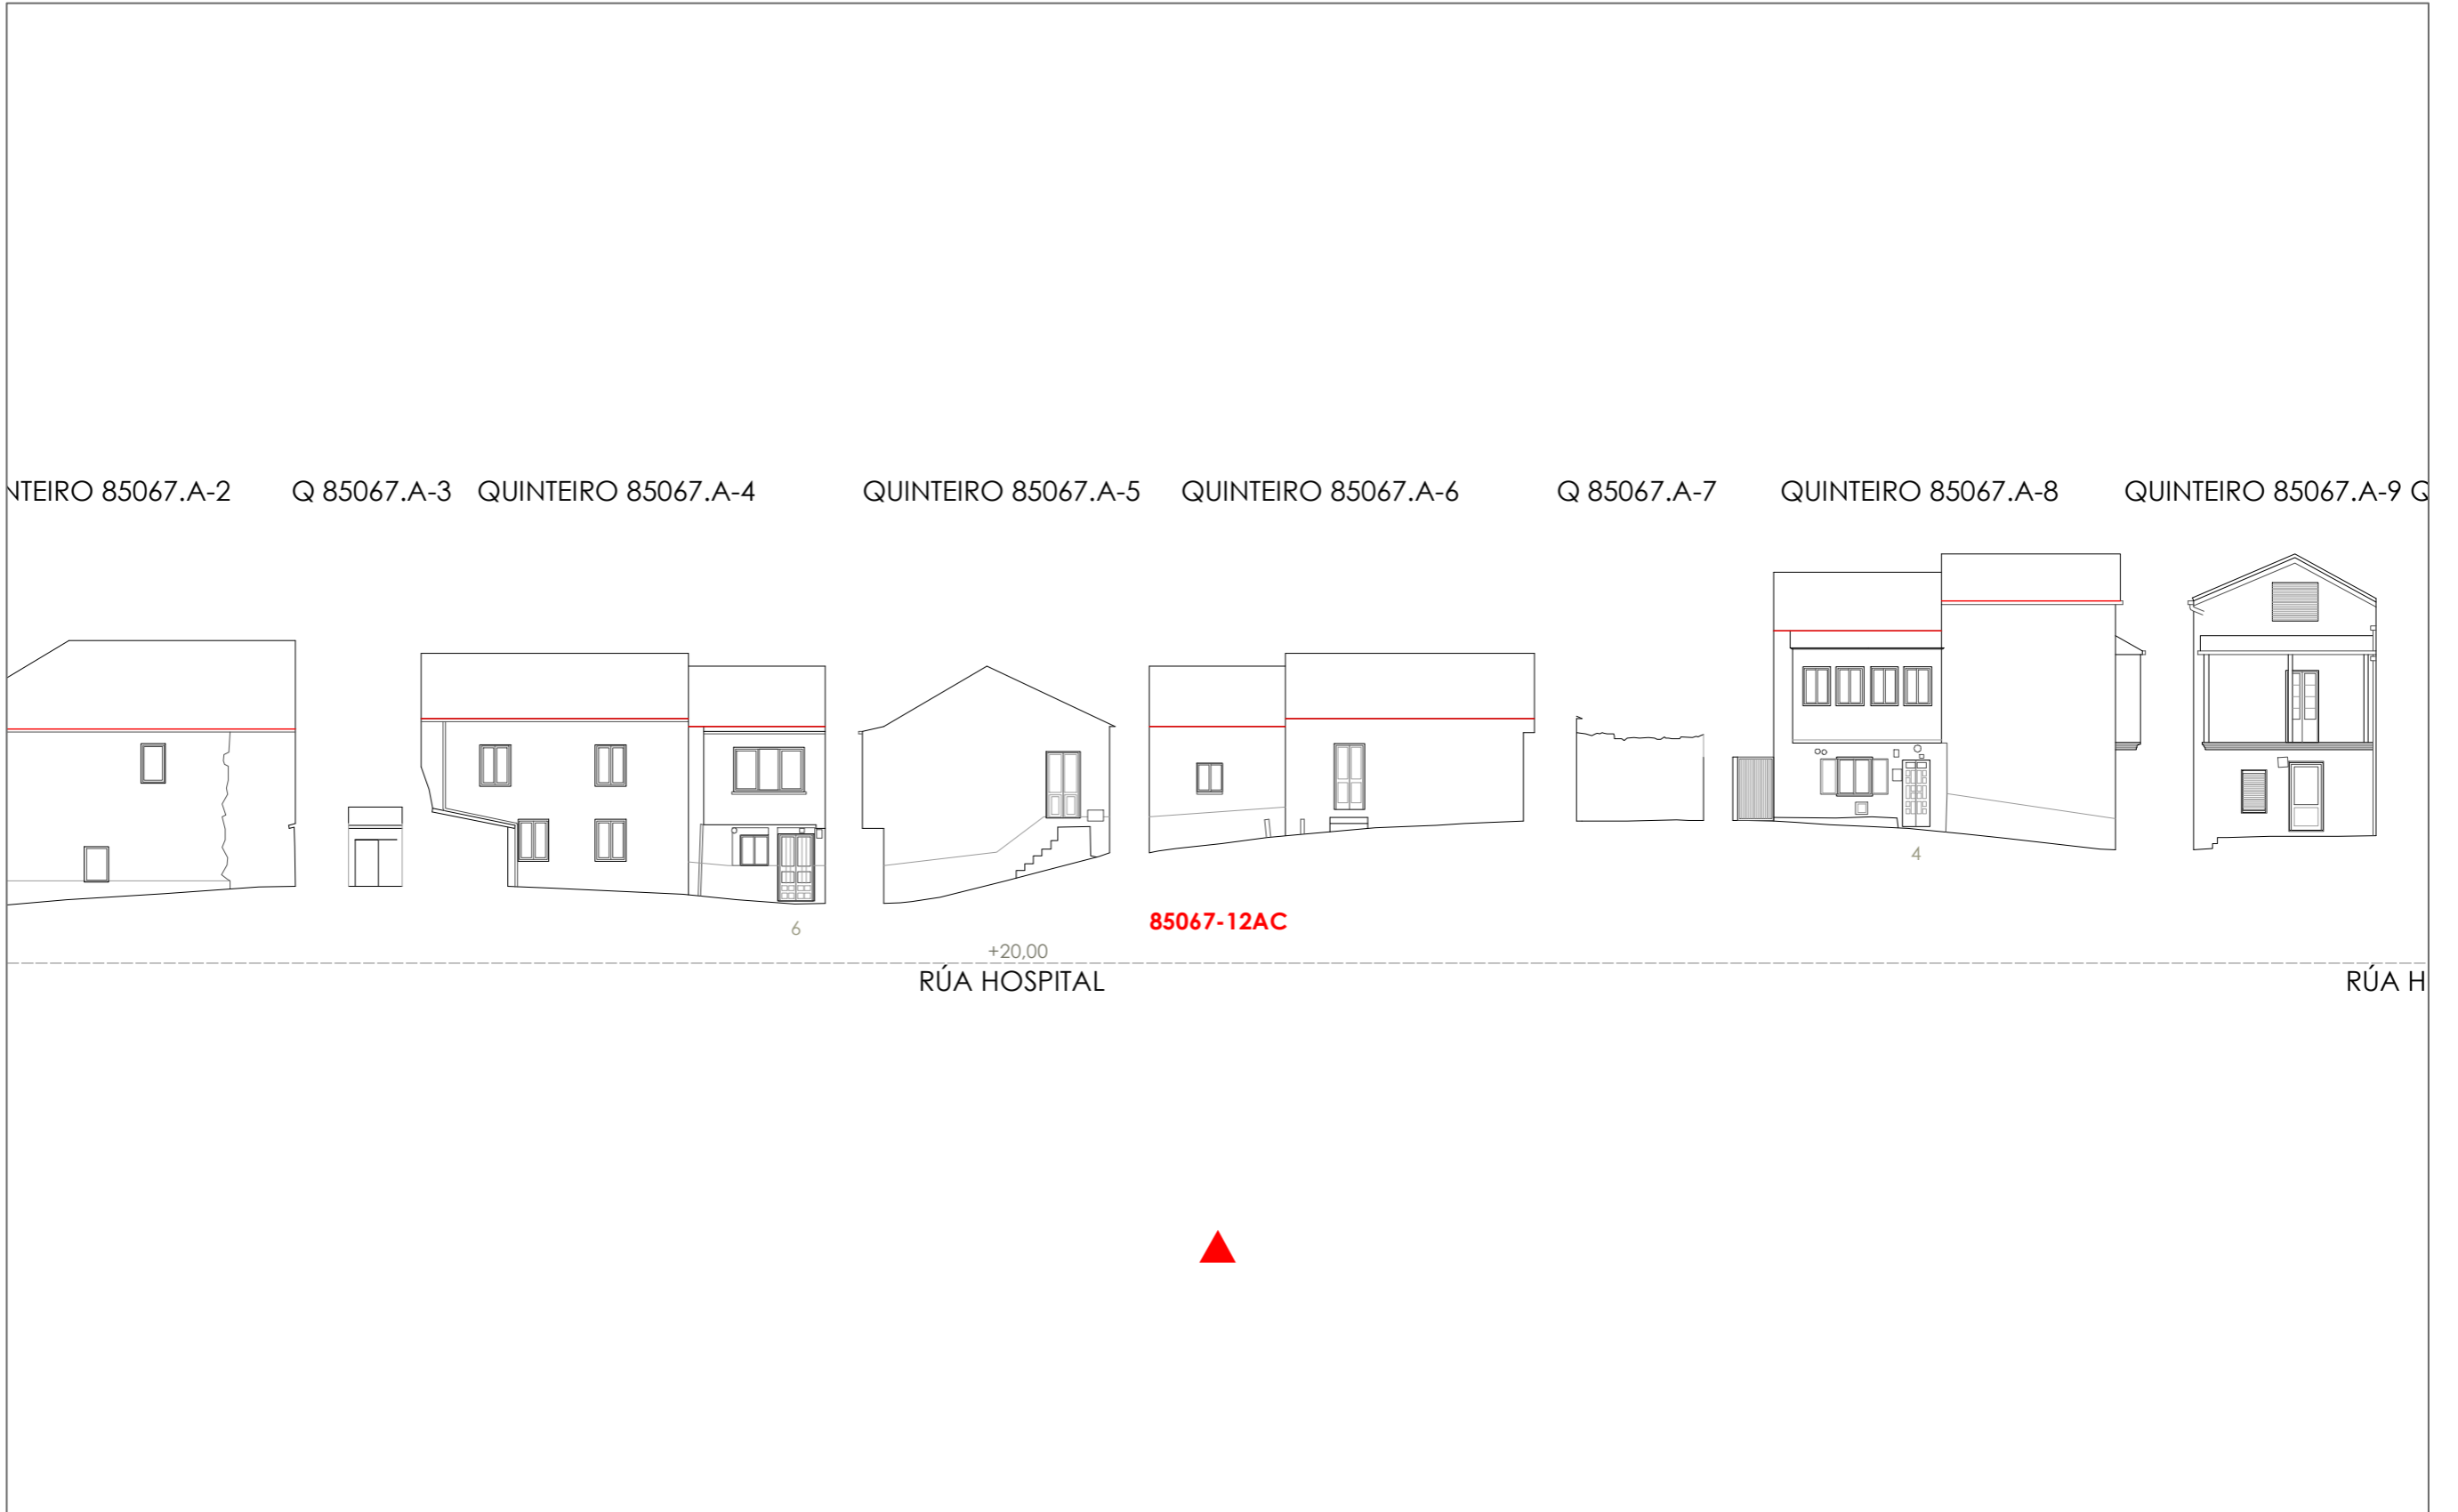 NTEIRO 85067.A-2 Q 85067.A-3 QUINTEIRO 85067.A-4 QUINTEIRO 85067.A-5 QUINTEIRO 85067.A-6 Q 85067.A-7 QUINTEIRO 85067.A-8 QUINTEIRO 85067.A-9 Q
4
85067-12AC
6
+20,00
RÚA HOSPITAL RÚA H